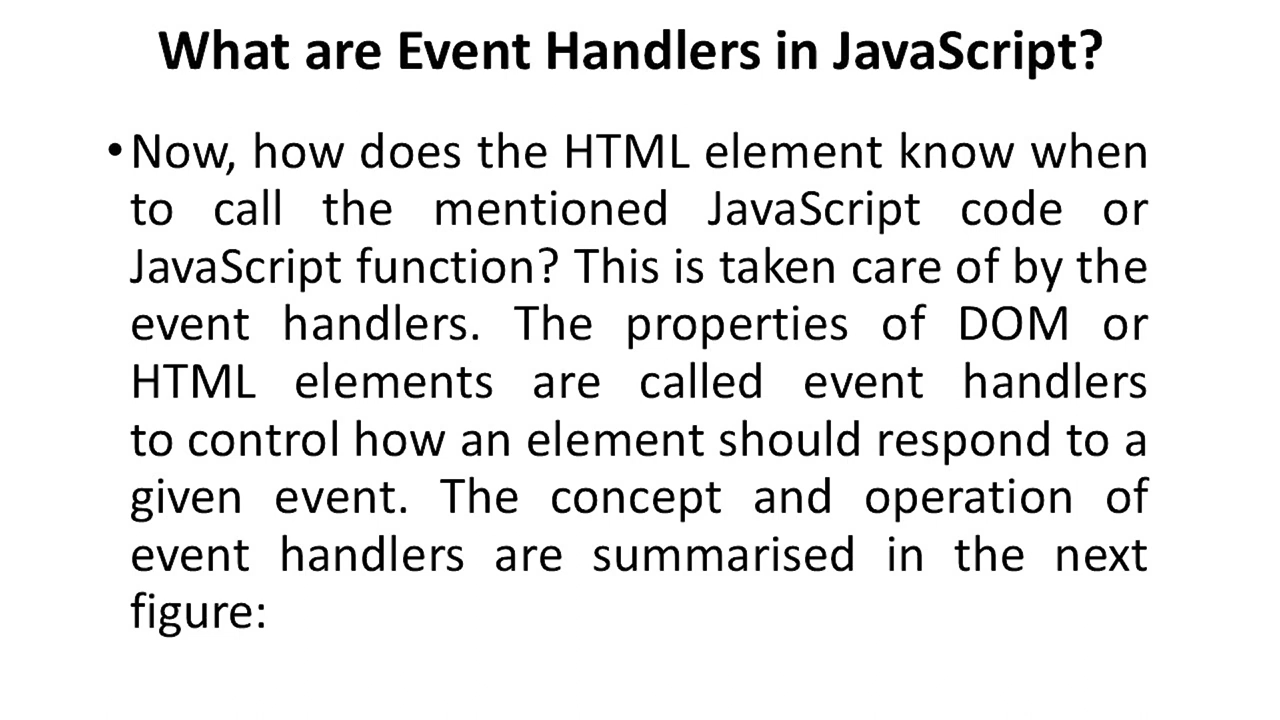 What are Event Handlers in JavaScript?
•Now, how does the HTML element know when
to call the mentioned JavaScript code or
JavaScript function? This is taken care of by the
event handlers. The properties of DOM or
HTML elements are called event handlers
to control how an element should respond to a
given event. The concept and operation of
event handlers are summarised in the next
figure: